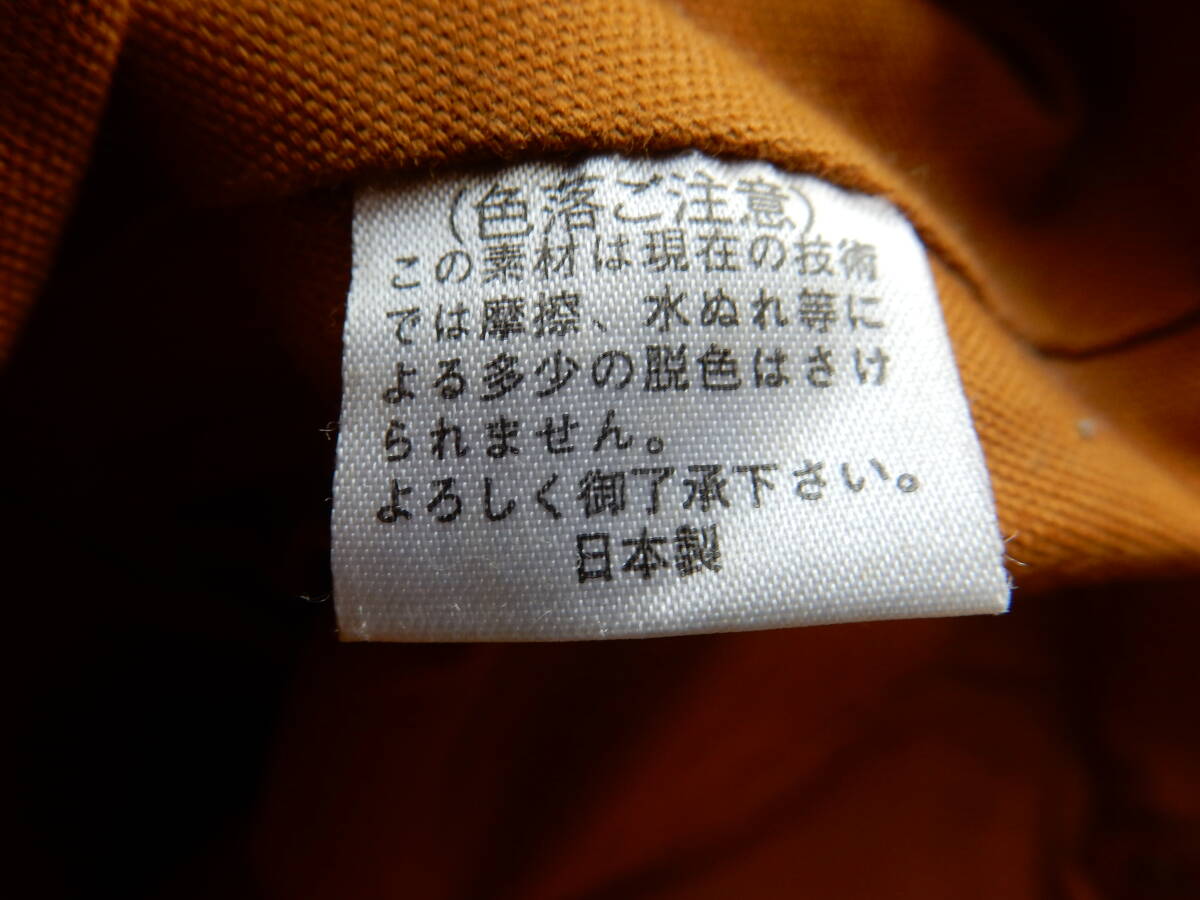 (色落ご注意)
この素材は現在の技術
では摩擦、水ぬれ等に
よる多少の脱色はさけ
られません。
よろしく御了承下さい。
日本製